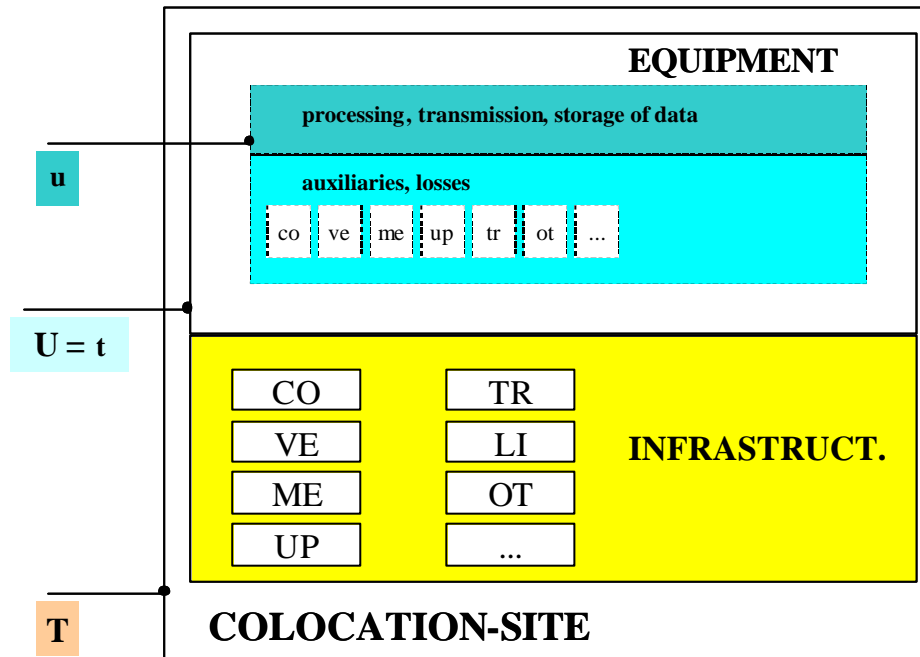 EQUIPMENT
processing, transmission, storage of data
u
auxiliaries, losses
co ve me up tr ot ...
U = t
CO TR
VE LI
INFRASTRUCT.
ME OT
UP ...
T
COLOCATION-SITE